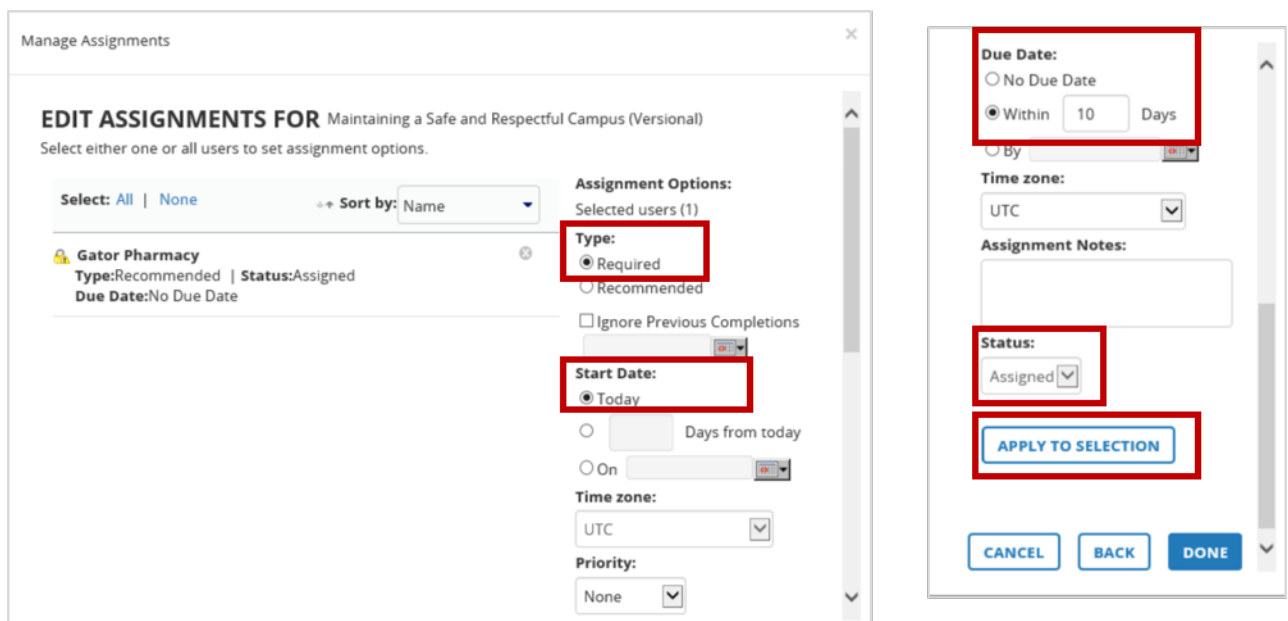 Manage Assignments
×
EDIT ASSIGNMENTS FOR Maintaining a Safe and Respectful Campus (Versional)
Select either one or all users to set assignment options.
Select: All | None
Sort by: Name
Gator Pharmacy
Type:Recommended | Status:Assigned
Due Date:No Due Date
Assignment Options:
Selected users (1)
Type:
Required
Recommended
Ignore Previous Completions
Start Date:
Today
Days from today
On
Time zone:
UTC
Priority:
None
Due Date:
No Due Date
Within 10 Days
By
Time zone:
UTC
Assignment Notes:
Status:
Assigned
APPLY TO SELECTION
CANCEL BACK DONE